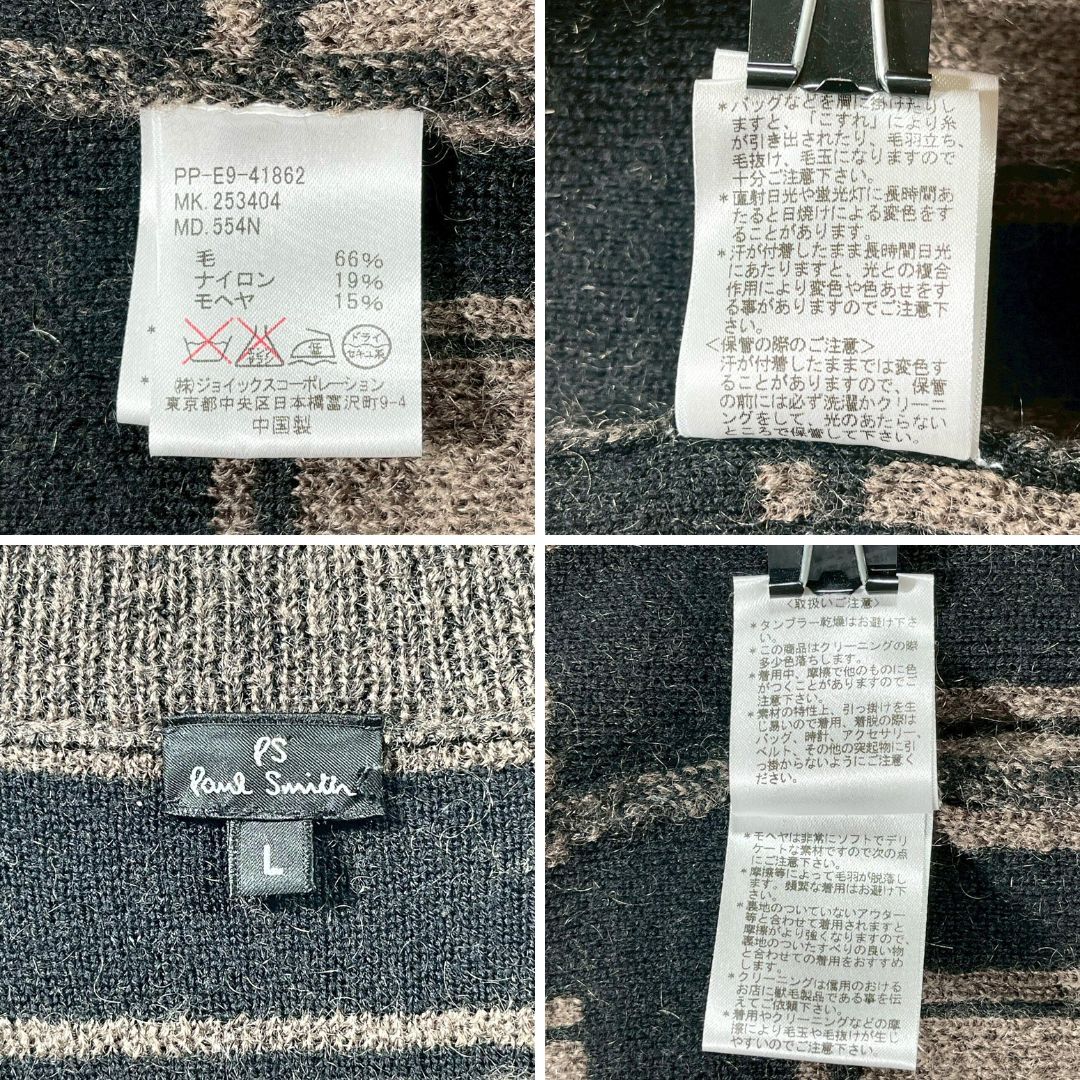 PP-E9-41862
MK. 253404
MD. 554N
毛 66%
ナイロン 19%
モヘヤ 15%
*
低
ドライ
セキユ系
*
㈱ジョイックスコーポレーション
東京都中央区日本橋富沢町9-4
中国製
*バッグなどを肩に掛けたりし
ますと、「こすれ」により糸
が引き出されたり、毛羽立ち、
毛抜け、毛玉になりますので
十分ご注意下さい。
*直射日光や蛍光灯に長時間あ
たると日焼けによる変色をす
ることがあります。
*汗が付着したまま長時間日光
にあたりますと、光との複合
作用により変色や色あせをす
る事がありますのでご注意下
さい。
<保管の際のご注意>
汗が付着したままでは変色す
ることがありますので、保管
の前には必ず洗濯かクリーニ
ングをして、光のあたらない
ところで保管して下さい。
PS
Paul Smith
L
<取扱いご注意>
*タンブラー乾燥はお避け下さ
い。
*この商品はクリーニングの際
多少色落ちします。
*着用中、摩擦で他のものに色
がつくことがありますのでご
注意下さい。
*素材の特性上、引っ掛けを生
じ易いので着用、着脱の際は
バッグ、時計、アクセサリー、
ベルト、その他の突起物に引
っ掛からないようにご注意く
ださい。
*モヘヤは非常にソフトでデリ
ケートな素材ですので次の点
にご注意下さい。
*摩擦等によって毛羽が脱落し
ます。頻繁な着用はお避け下
さい。
*裏地のついていないアウター
等と合わせて着用されますと
摩擦がより強くなりますので、
裏地のついたすべりの良い物
と合わせての着用をおすすめ
します。
*クリーニングは信用のおける
お店に獣毛製品である事を伝
えてご依頼下さい。
*着用やクリーニングなどの摩
擦により毛玉や毛抜けが生じ
やすいのでご注意下さい。